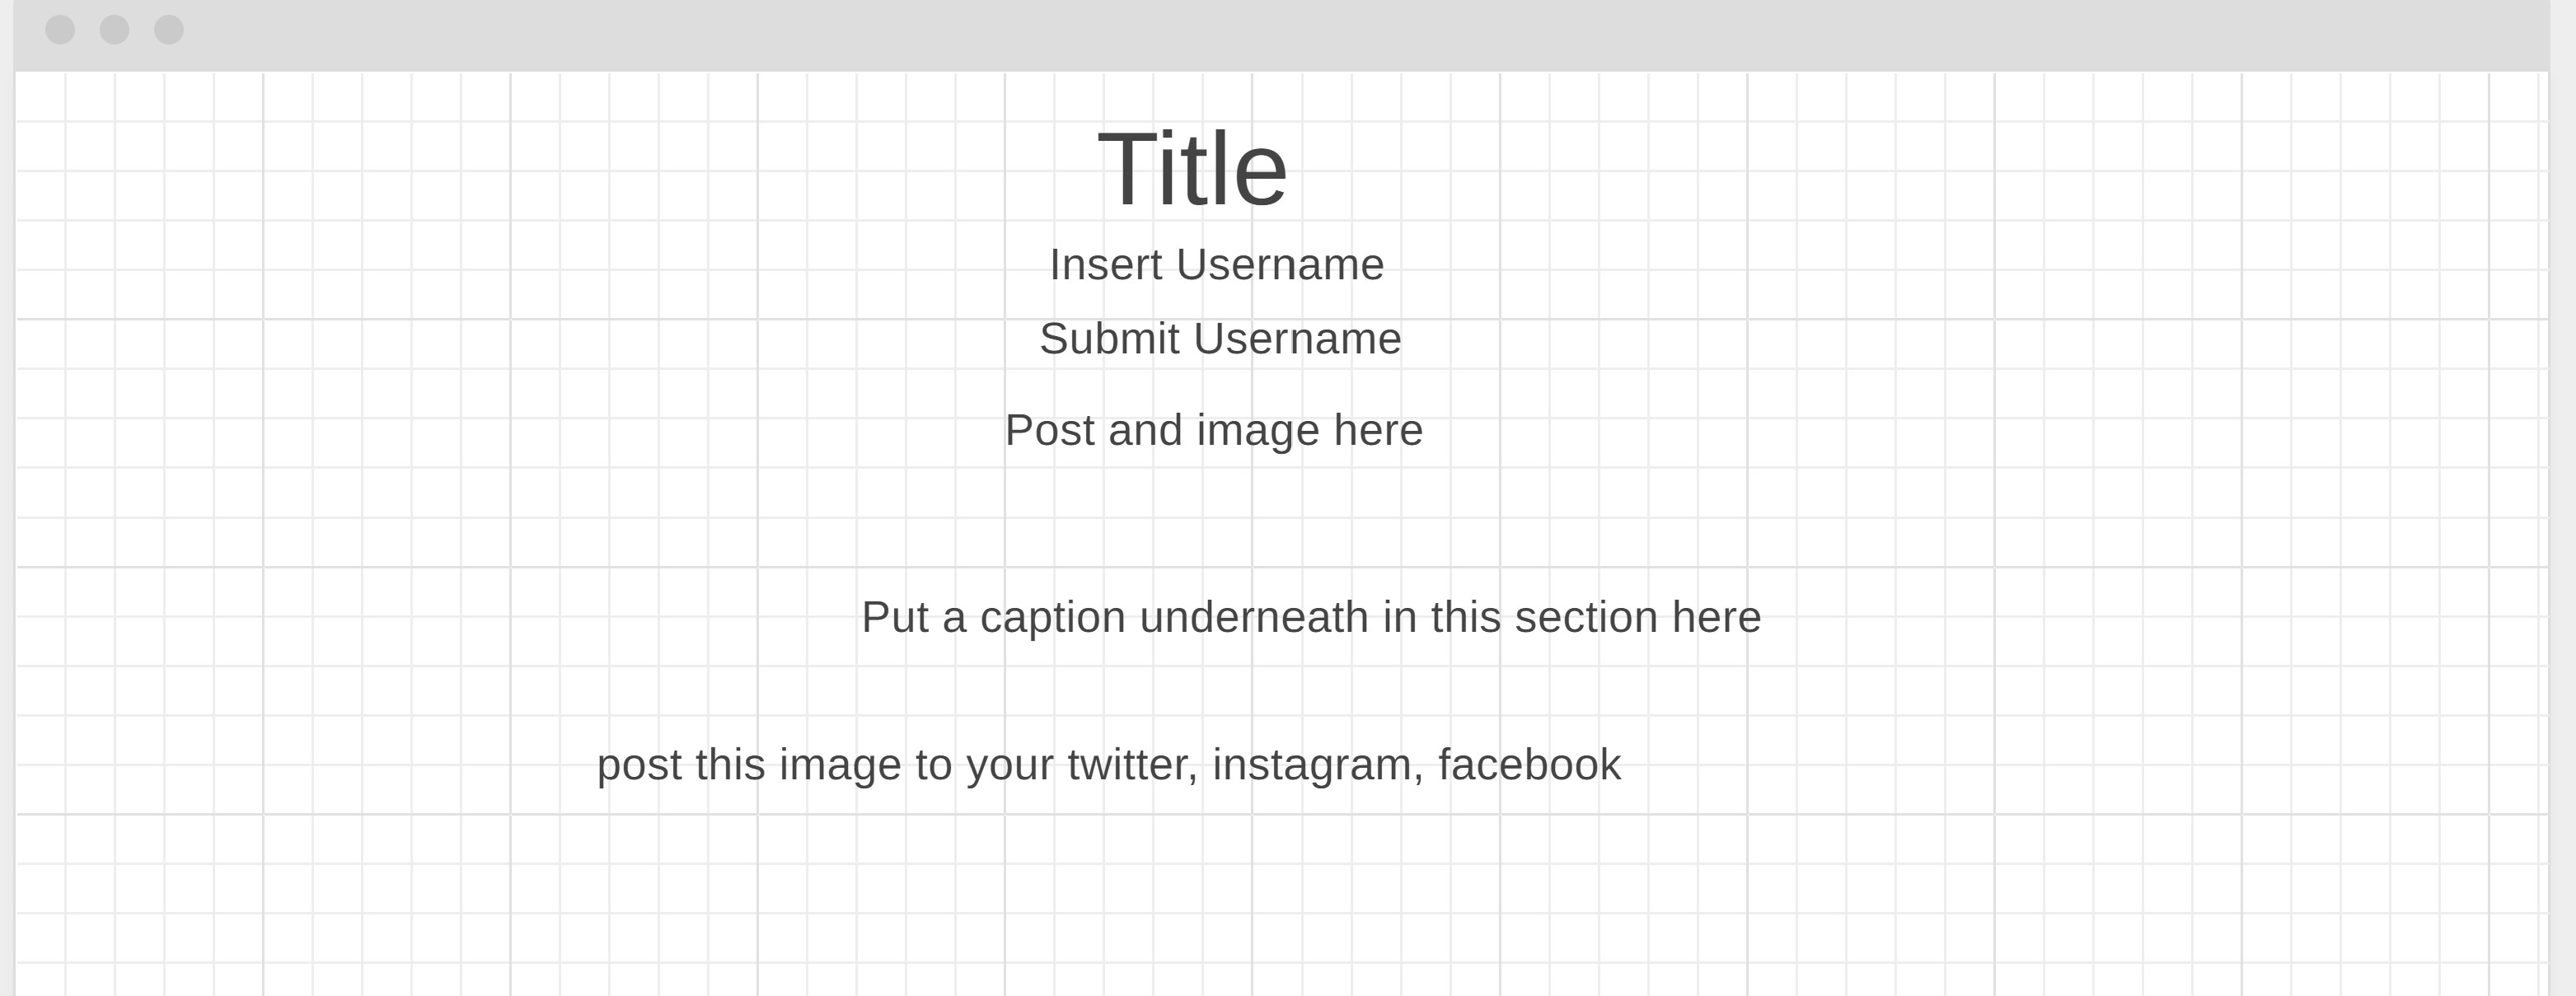 Title
Insert Username
Submit Username
Post and image here
Put a caption underneath in this section here
post this image to your twitter, instagram, facebook